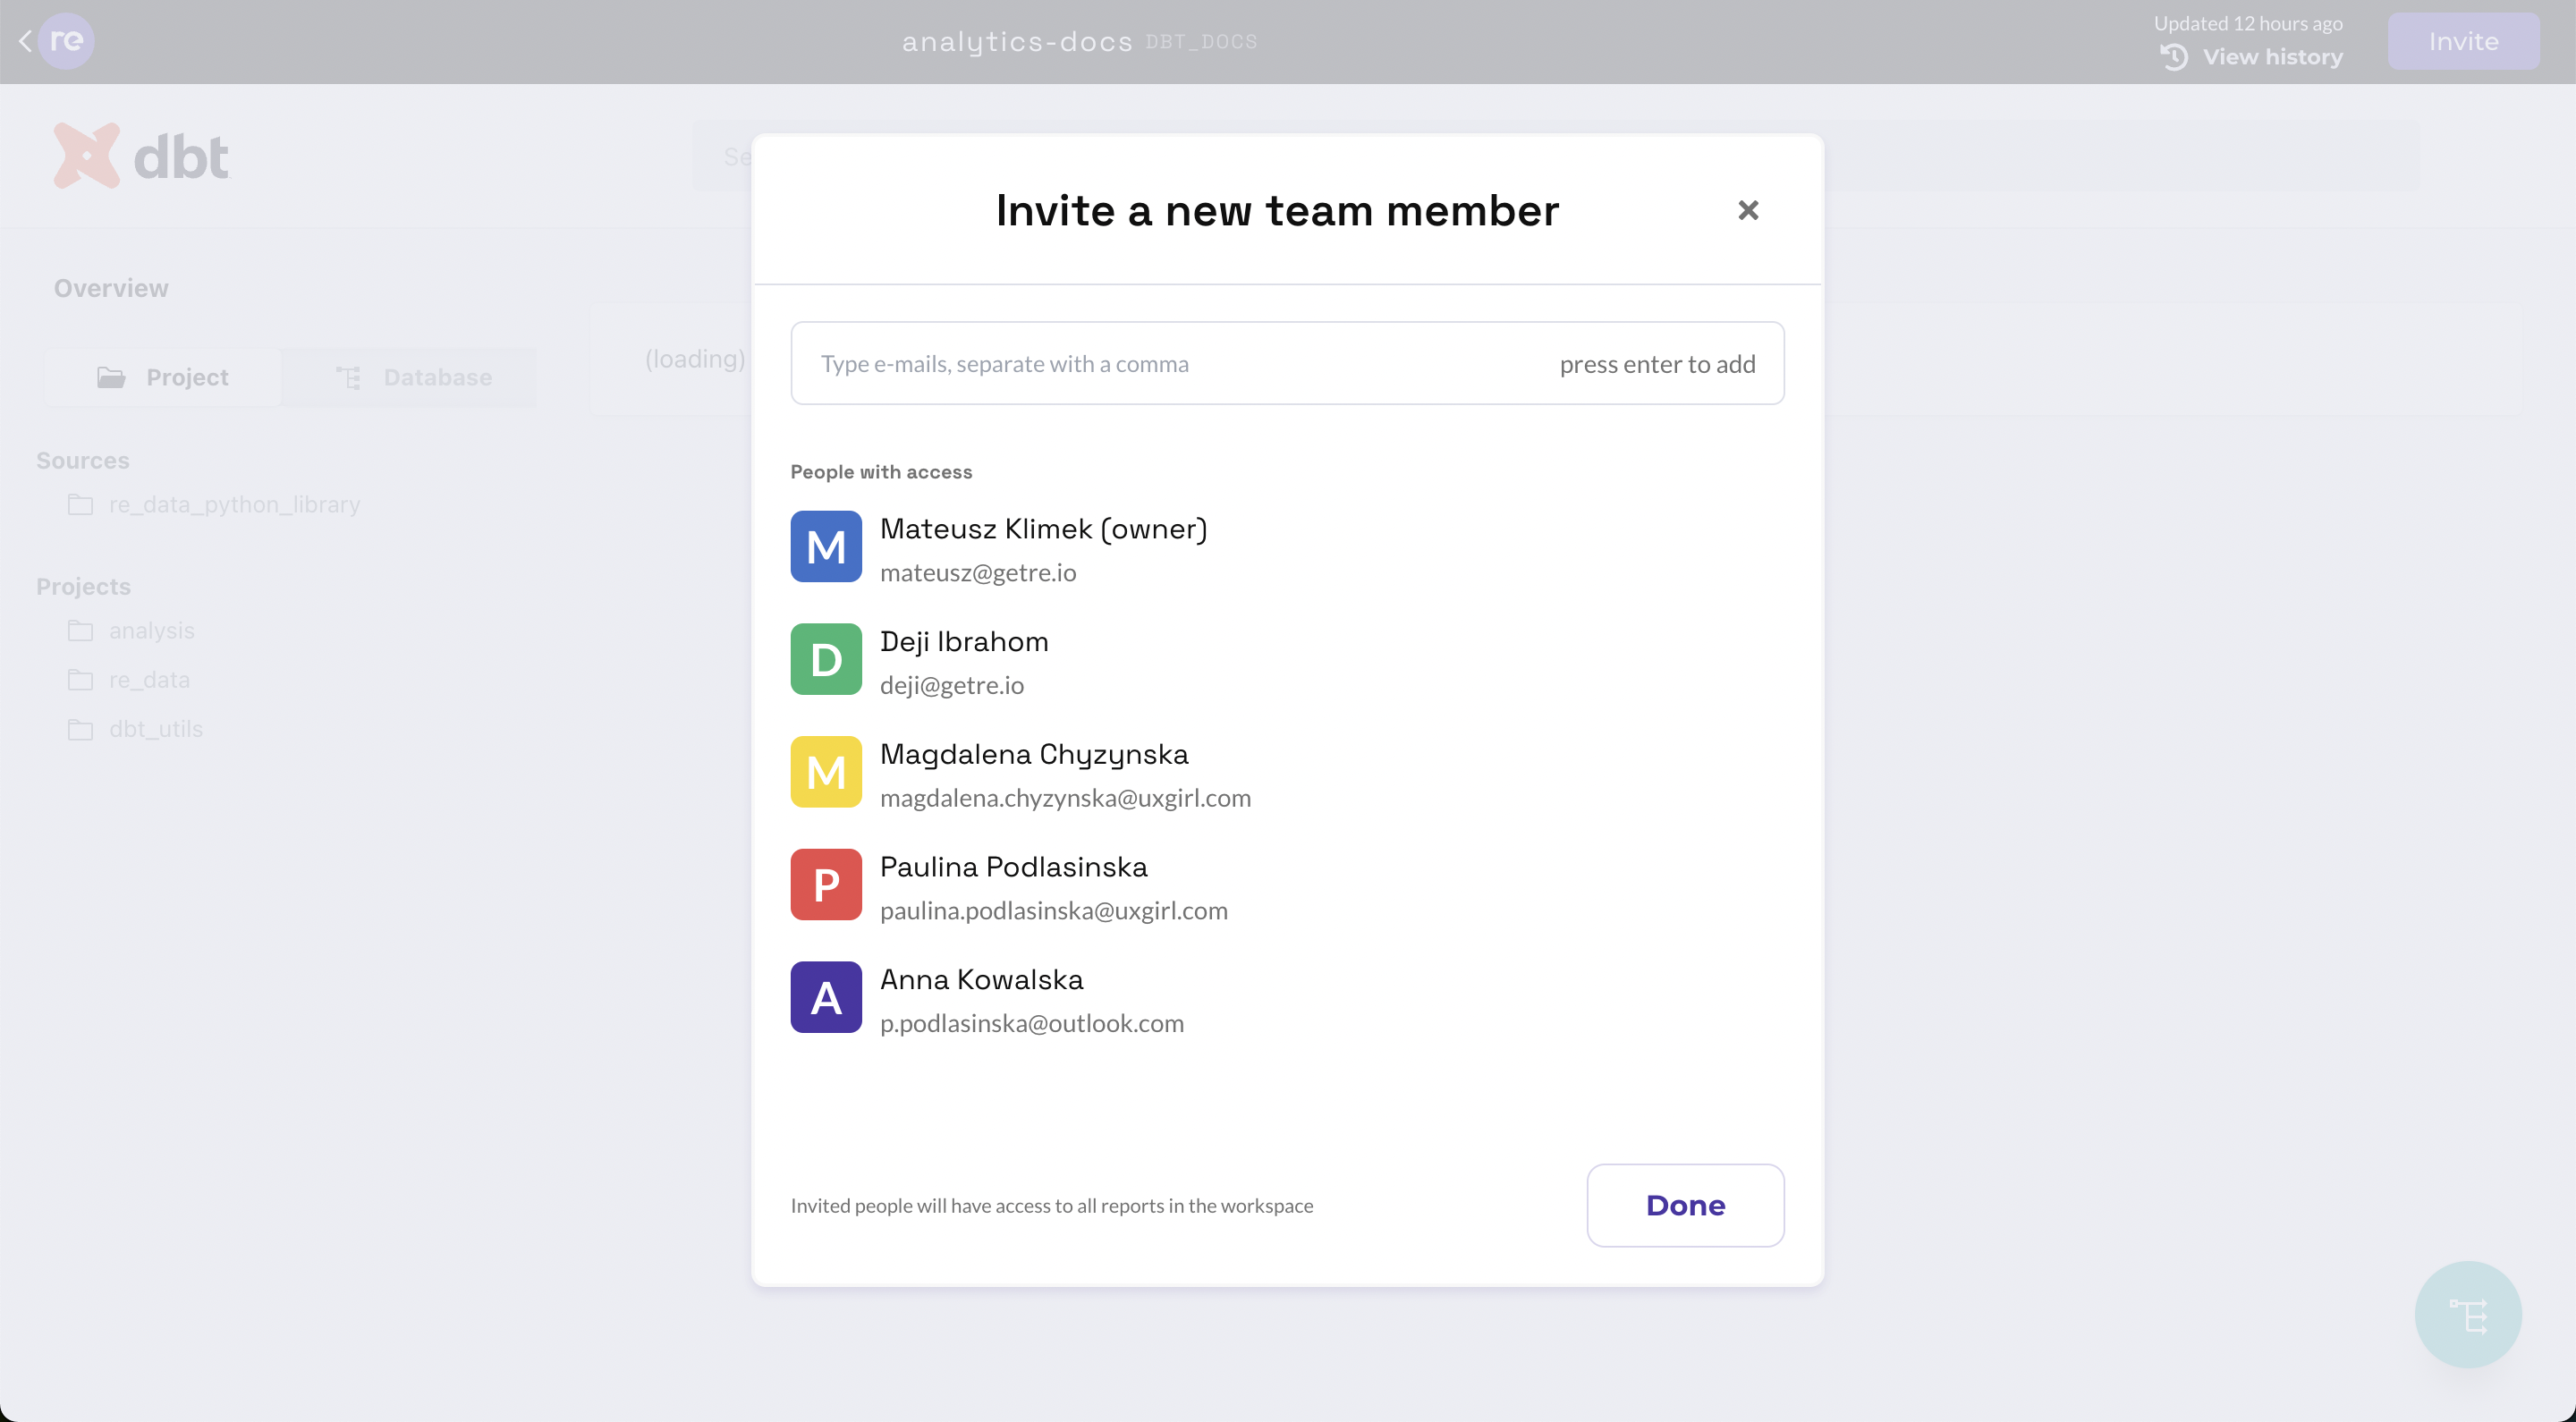 re
analytics-docs DBT_DOCS
Updated 12 hours ago
View history
Invite
dbt
Se
Overview
Project
Database
(loading)
Sources
re_data_python_library
Projects
analysis
re_data
dbt_utils
Invite a new team member
Type e-mails, separate with a comma
press enter to add
People with access
M
Mateusz Klimek (owner)
mateusz@getre.io
D
Deji Ibrahom
deji@getre.io
M
Magdalena Chyzynska
magdalena.chyzynska@uxgirl.com
P
Paulina Podlasinska
paulina.podlasinska@uxgirl.com
A
Anna Kowalska
p.podlasinska@outlook.com
Invited people will have access to all reports in the workspace
Done